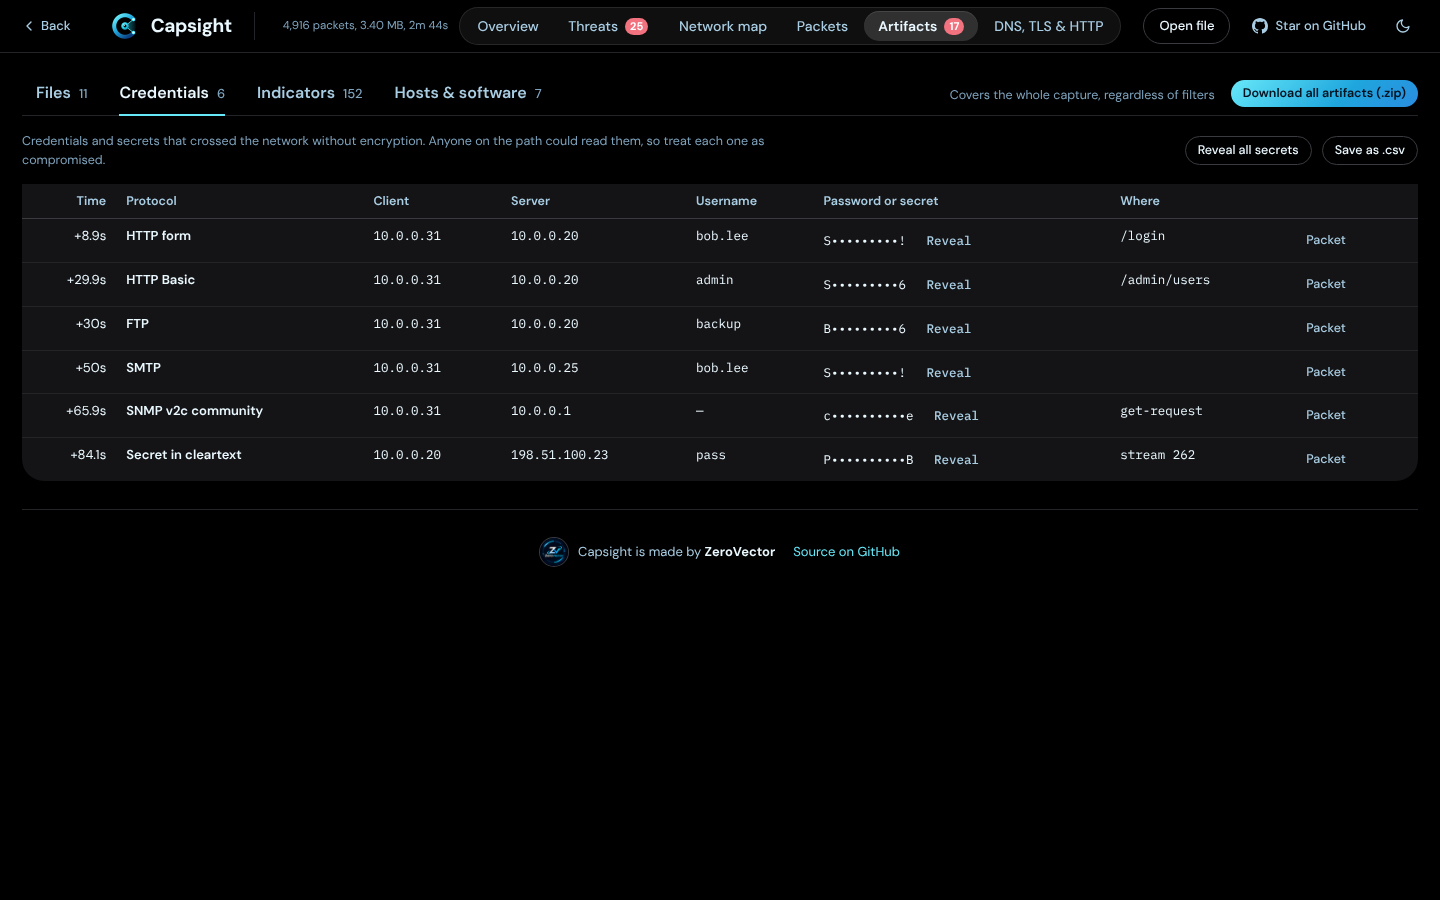 Back
Capsight
4,916 packets, 3.40 MB, 2m 44s
Overview
Threats 25
Network map
Packets
Artifacts 17
DNS, TLS & HTTP
Open file
Star on GitHub
Files 11
Credentials 6
Indicators 152
Hosts & software 7
Covers the whole capture, regardless of filters
Download all artifacts (.zip)
Credentials and secrets that crossed the network without encryption. Anyone on the path could read them, so treat each one as
compromised.
Reveal all secrets
Save as .csv
Time Protocol Client Server Username Password or secret Where
+8.9s HTTP form 10.0.0.31 10.0.0.20 bob.lee S•••••••••! Reveal /login Packet
+29.9s HTTP Basic 10.0.0.31 10.0.0.20 admin S•••••••••6 Reveal /admin/users Packet
+30s FTP 10.0.0.31 10.0.0.20 backup B•••••••••6 Reveal Packet
+50s SMTP 10.0.0.31 10.0.0.25 bob.lee S•••••••••! Reveal Packet
+65.9s SNMP v2c community 10.0.0.31 10.0.0.1 — c••••••••••e Reveal get-request Packet
+84.1s Secret in cleartext 10.0.0.20 198.51.100.23 pass P••••••••••B Reveal stream 262 Packet
Capsight is made by ZeroVector Source on GitHub